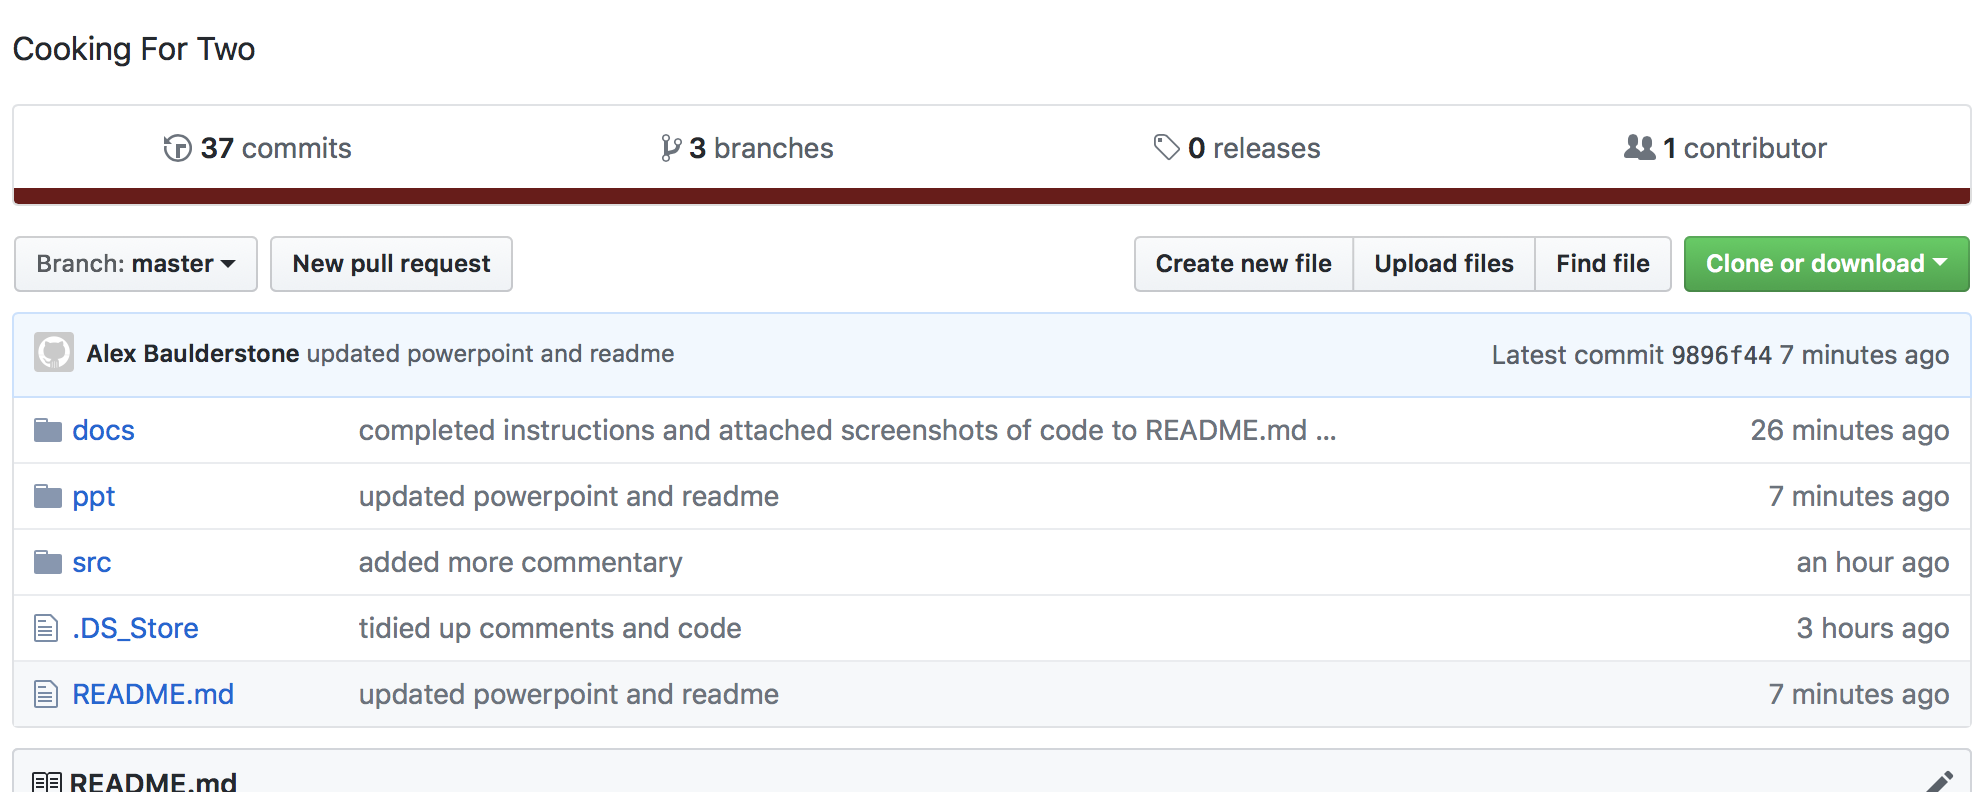 Cooking For Two
37 commits 3 branches 0 releases 1 contributor
Branch: master New pull request Create new file Upload files Find file Clone or download
Alex Baulderstone updated powerpoint and readme Latest commit 9896f44 7 minutes ago
docs completed instructions and attached screenshots of code to README.md ... 26 minutes ago
ppt updated powerpoint and readme 7 minutes ago
src added more commentary an hour ago
.DS_Store tidied up comments and code 3 hours ago
README.md updated powerpoint and readme 7 minutes ago
README.md